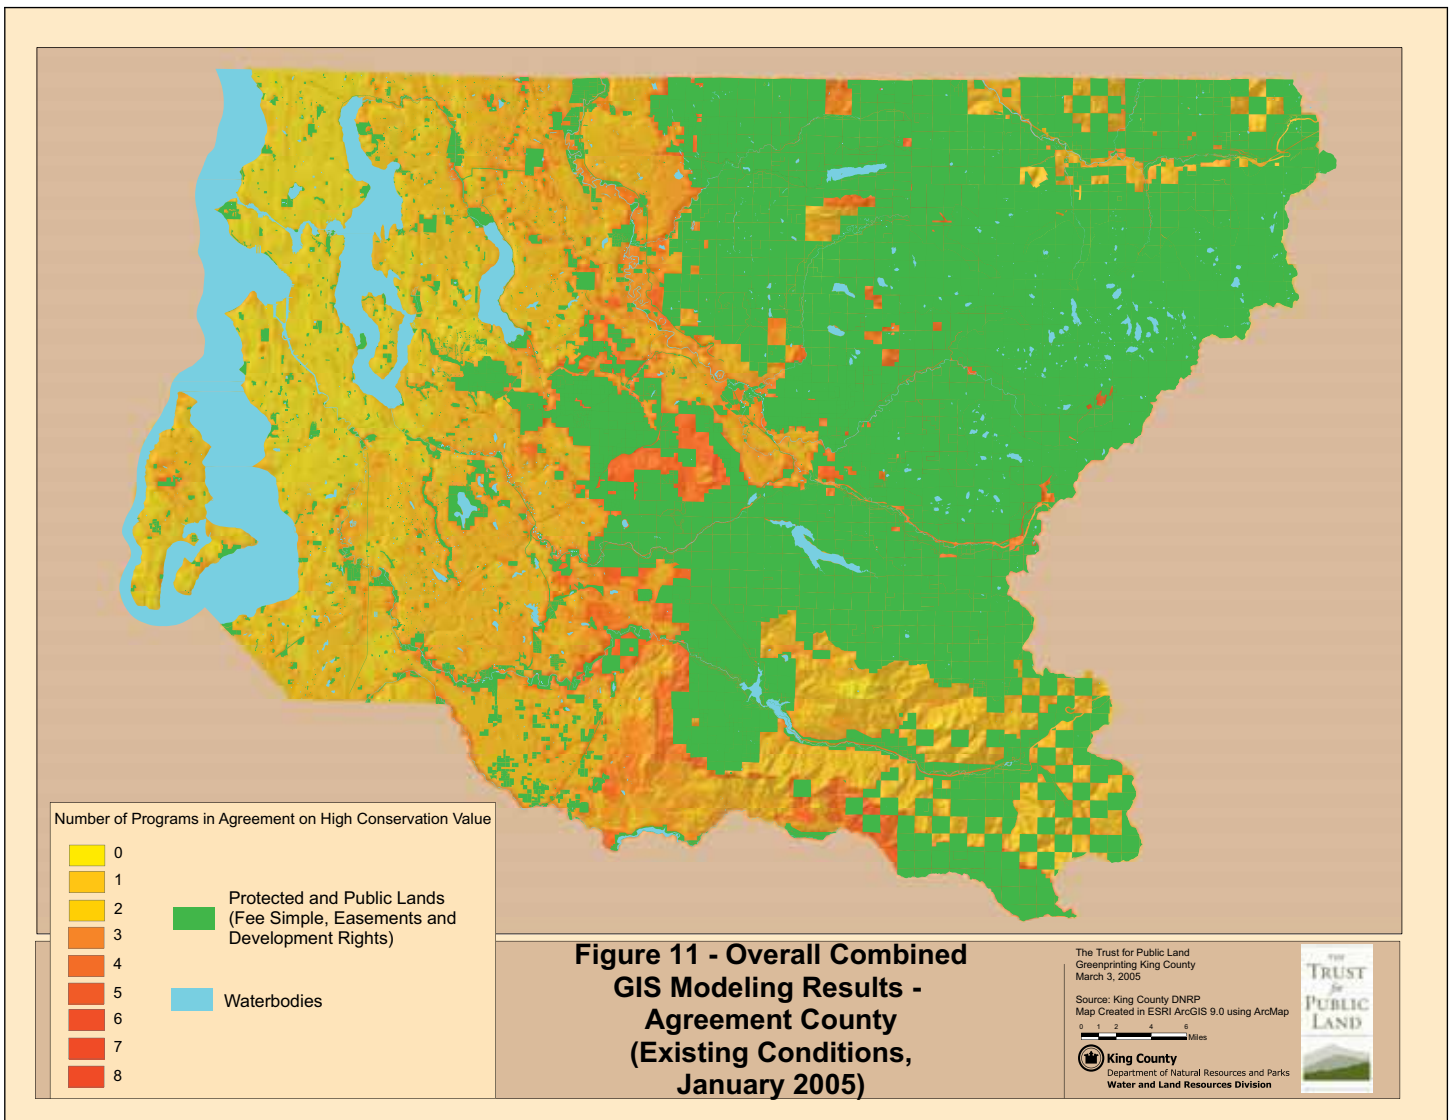 Number of Programs in Agreement on High Conservation Value
0
1
2
3
4
5
6
7
8
Protected and Public Lands
(Fee Simple, Easements and
Development Rights)
Waterbodies
Figure 11 - Overall Combined
GIS Modeling Results -
Agreement County
(Existing Conditions,
January 2005)
The Trust for Public Land
Greenprinting King County
March 3, 2005
Source: King County DNRP
Map Created in ESRI ArcGIS 9.0 using ArcMap
0 1 2 4 6
Miles
King County
Department of Natural Resources and Parks
Water and Land Resources Division
THE
TRUST
for
PUBLIC
LAND